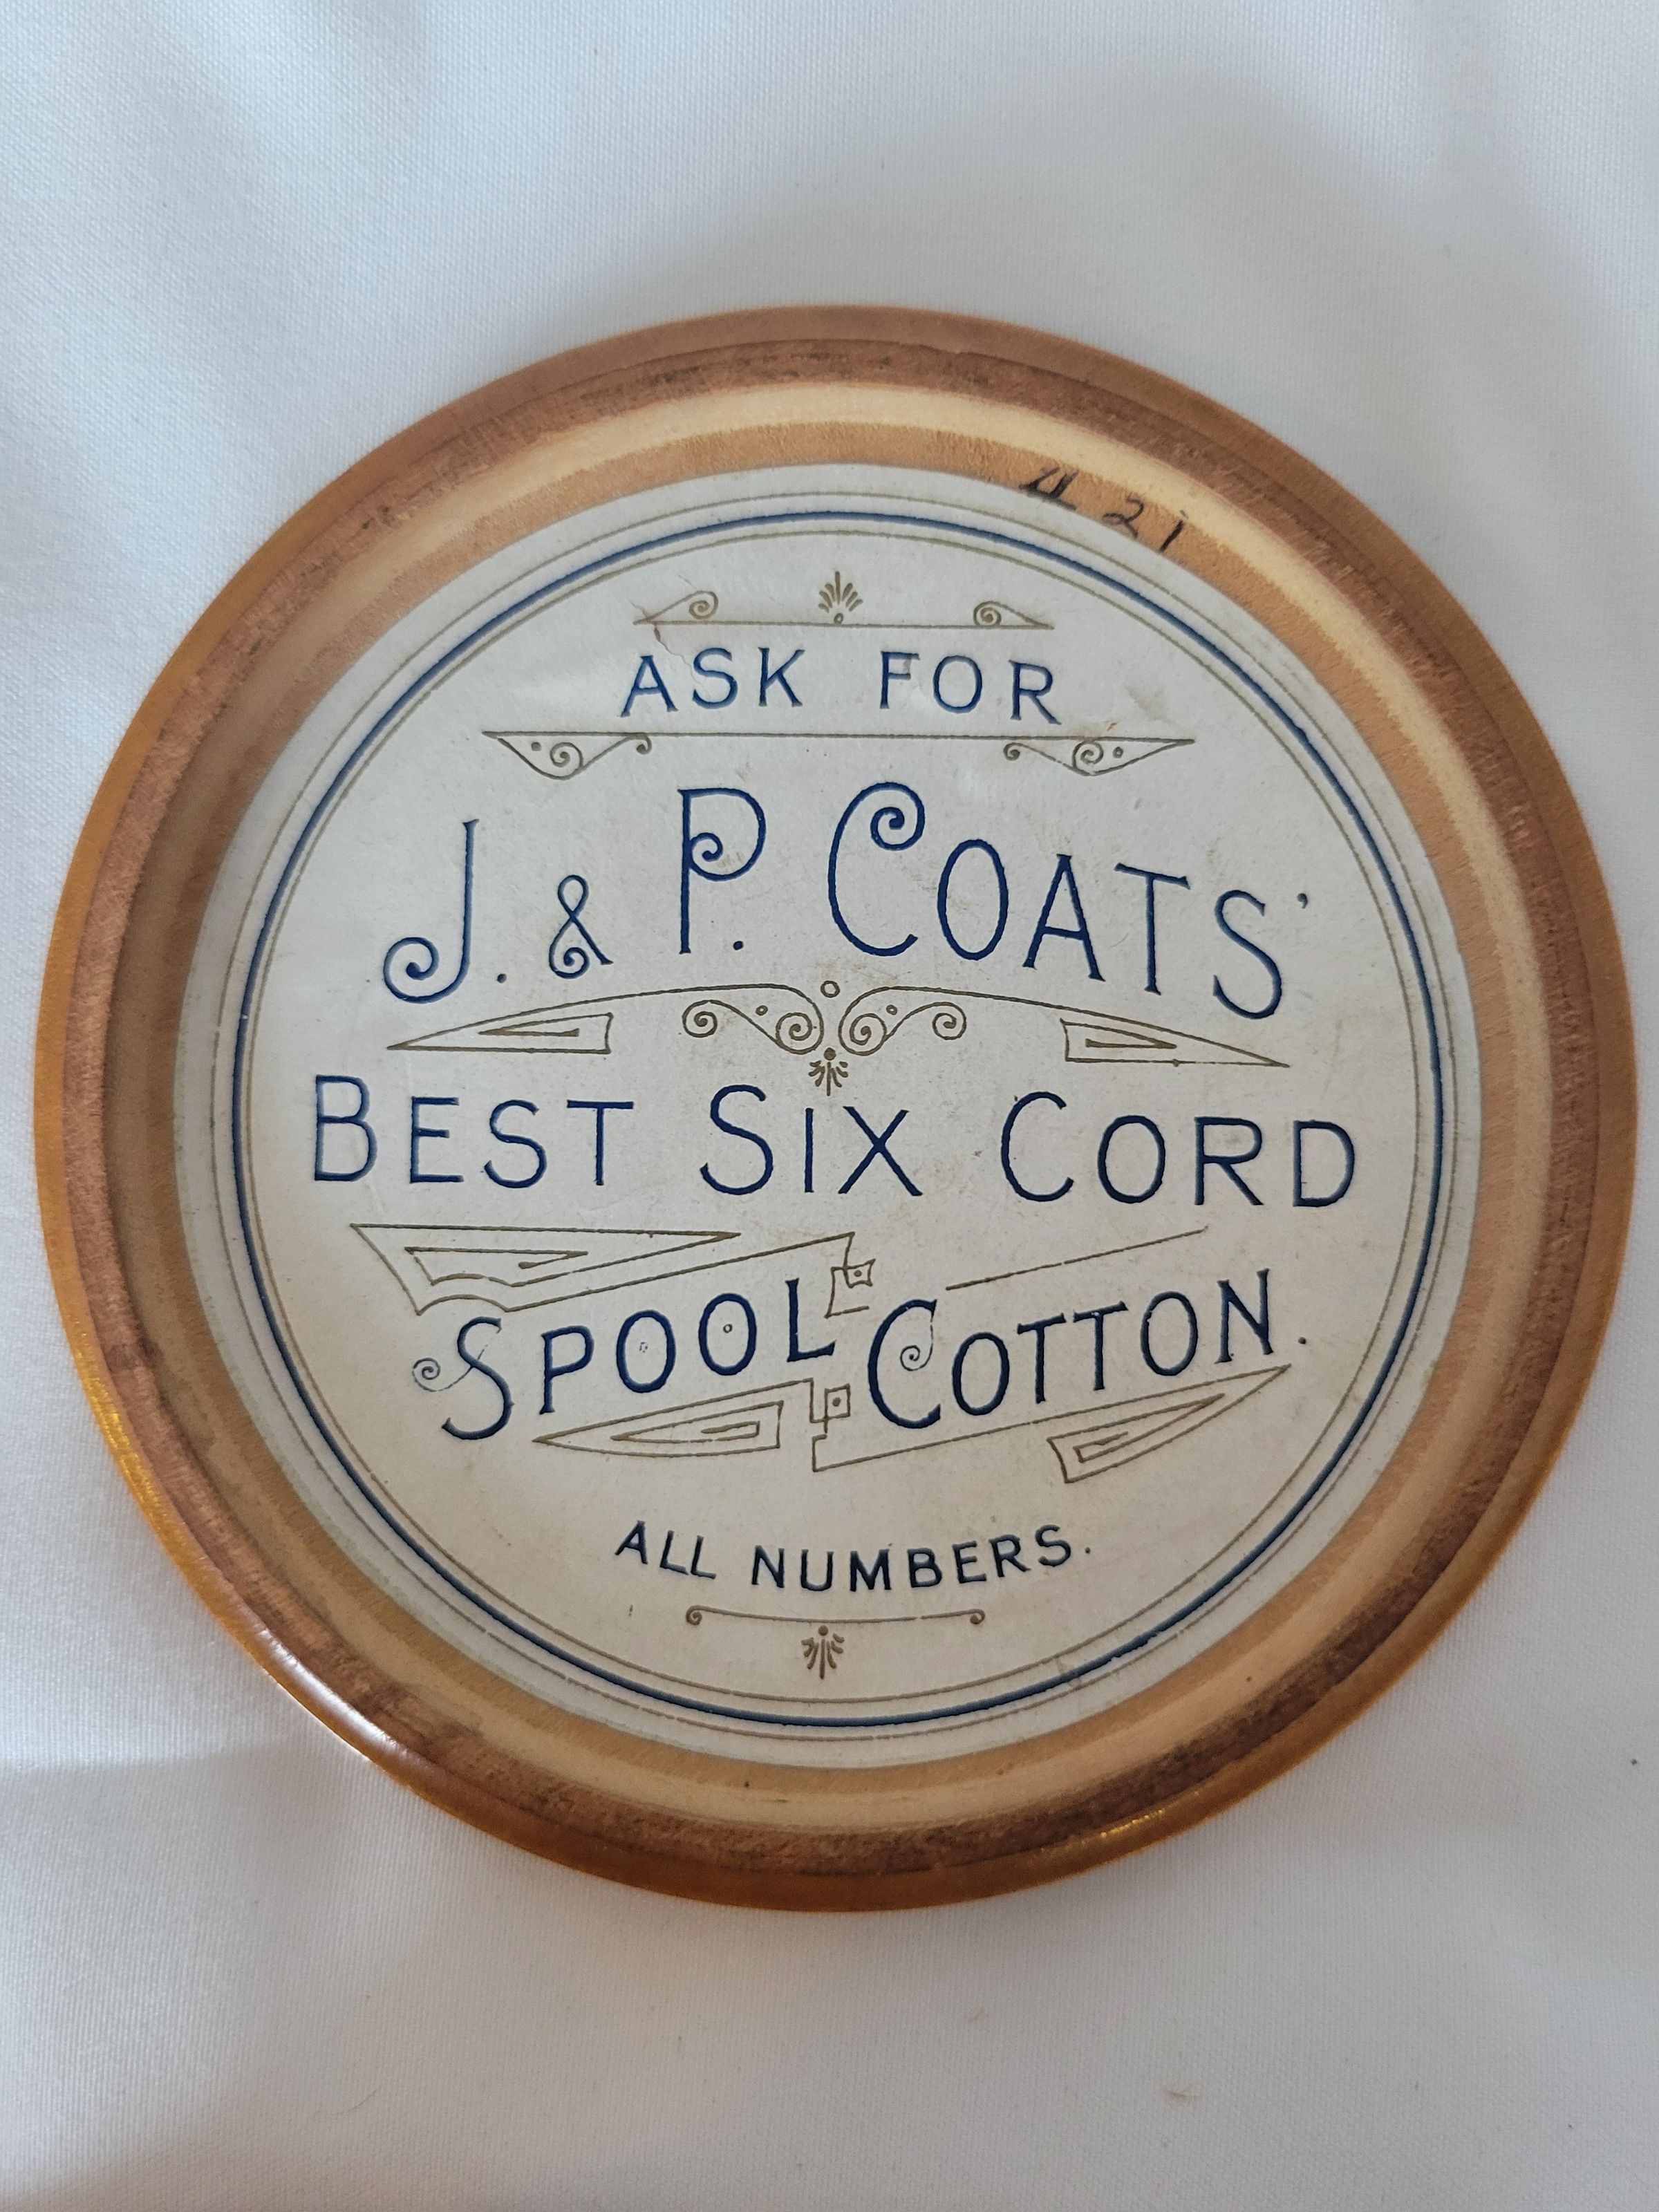 421
ASK FOR
J. & P. COATS'
BEST SIX CORD
SPOOL COTTON.
ALL NUMBERS.